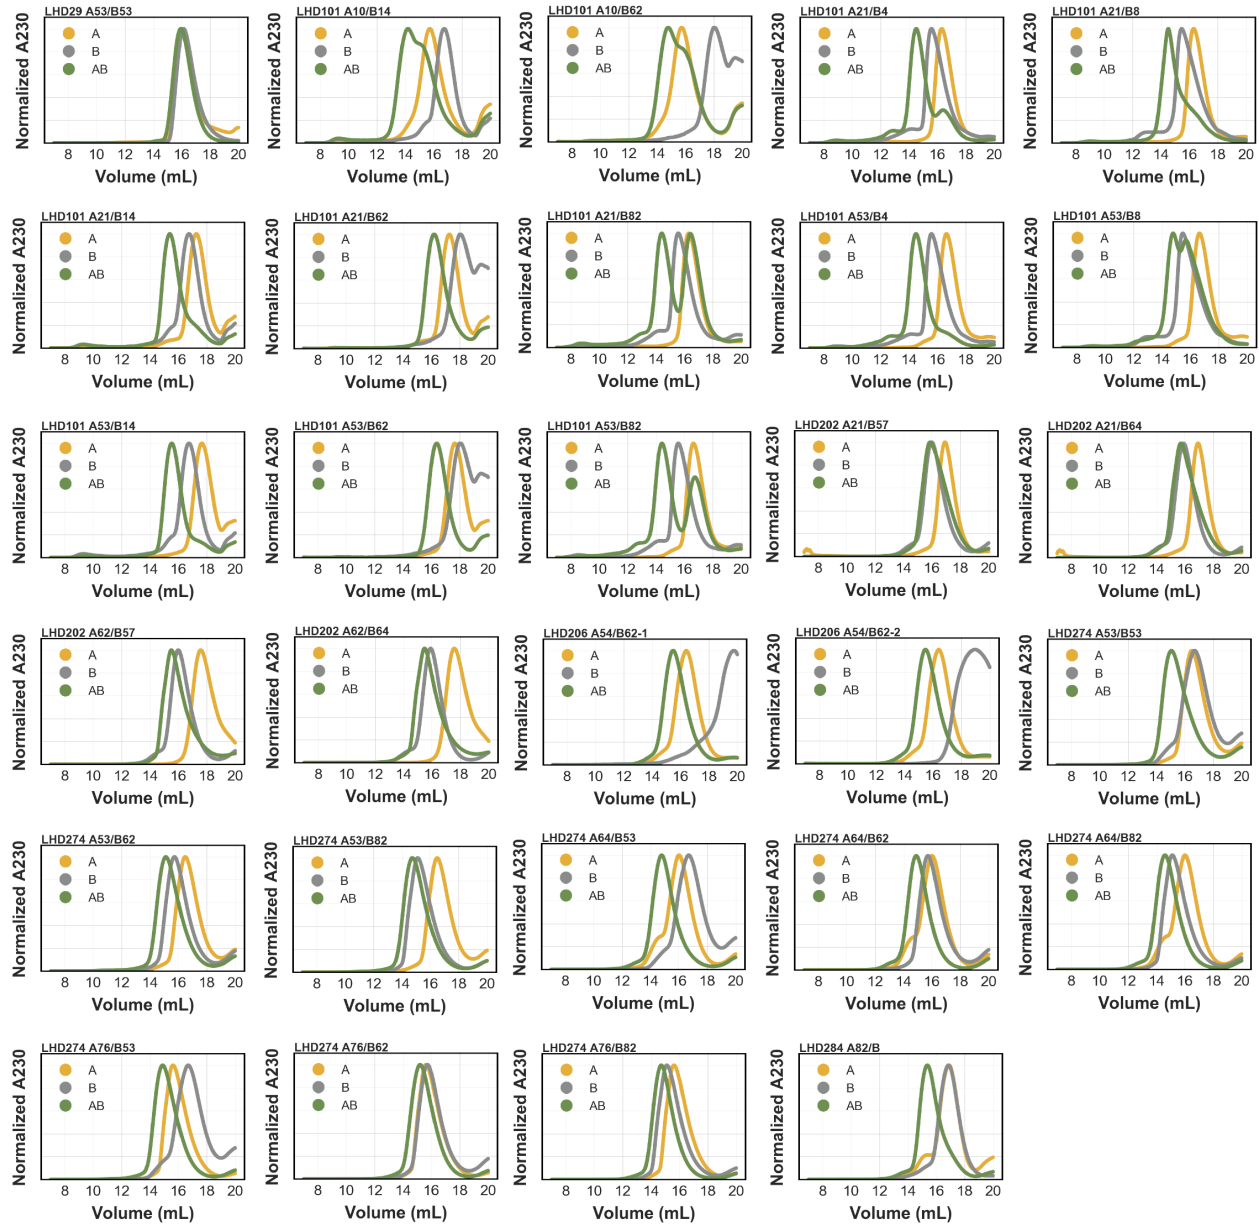 LHD29 A53/B53
Normalized A230
A
B
AB
8 10 12 14 16 18 20
Volume (mL)
LHD101 A10/B14
Normalized A230
A
B
AB
8 10 12 14 16 18 20
Volume (mL)
LHD101 A10/B62
Normalized A230
A
B
AB
8 10 12 14 16 18 20
Volume (mL)
LHD101 A21/B4
Normalized A230
A
B
AB
8 10 12 14 16 18 20
Volume (mL)
LHD101 A21/B8
Normalized A230
A
B
AB
8 10 12 14 16 18 20
Volume (mL)
LHD101 A21/B14
Normalized A230
A
B
AB
8 10 12 14 16 18 20
Volume (mL)
LHD101 A21/B62
Normalized A230
A
B
AB
8 10 12 14 16 18 20
Volume (mL)
LHD101 A21/B82
Normalized A230
A
B
AB
8 10 12 14 16 18 20
Volume (mL)
LHD101 A53/B4
Normalized A230
A
B
AB
8 10 12 14 16 18 20
Volume (mL)
LHD101 A53/B8
Normalized A230
A
B
AB
8 10 12 14 16 18 20
Volume (mL)
LHD101 A53/B14
Normalized A230
A
B
AB
8 10 12 14 16 18 20
Volume (mL)
LHD101 A53/B62
Normalized A230
A
B
AB
8 10 12 14 16 18 20
Volume (mL)
LHD101 A53/B82
Normalized A230
A
B
AB
8 10 12 14 16 18 20
Volume (mL)
LHD202 A21/B57
Normalized A230
A
B
AB
8 10 12 14 16 18 20
Volume (mL)
LHD202 A21/B64
Normalized A230
A
B
AB
8 10 12 14 16 18 20
Volume (mL)
LHD202 A62/B57
Normalized A230
A
B
AB
8 10 12 14 16 18 20
Volume (mL)
LHD202 A62/B64
Normalized A230
A
B
AB
8 10 12 14 16 18 20
Volume (mL)
LHD206 A54/B62-1
Normalized A230
A
B
AB
8 10 12 14 16 18 20
Volume (mL)
LHD206 A54/B62-2
Normalized A230
A
B
AB
8 10 12 14 16 18 20
Volume (mL)
LHD274 A53/B53
Normalized A230
A
B
AB
8 10 12 14 16 18 20
Volume (mL)
LHD274 A53/B62
Normalized A230
A
B
AB
8 10 12 14 16 18 20
Volume (mL)
LHD274 A53/B82
Normalized A230
A
B
AB
8 10 12 14 16 18 20
Volume (mL)
LHD274 A64/B53
Normalized A230
A
B
AB
8 10 12 14 16 18 20
Volume (mL)
LHD274 A64/B62
Normalized A230
A
B
AB
8 10 12 14 16 18 20
Volume (mL)
LHD274 A64/B82
Normalized A230
A
B
AB
8 10 12 14 16 18 20
Volume (mL)
LHD274 A76/B53
Normalized A230
A
B
AB
8 10 12 14 16 18 20
Volume (mL)
LHD274 A76/B62
Normalized A230
A
B
AB
8 10 12 14 16 18 20
Volume (mL)
LHD274 A76/B82
Normalized A230
A
B
AB
8 10 12 14 16 18 20
Volume (mL)
LHD284 A82/B
Normalized A230
A
B
AB
8 10 12 14 16 18 20
Volume (mL)